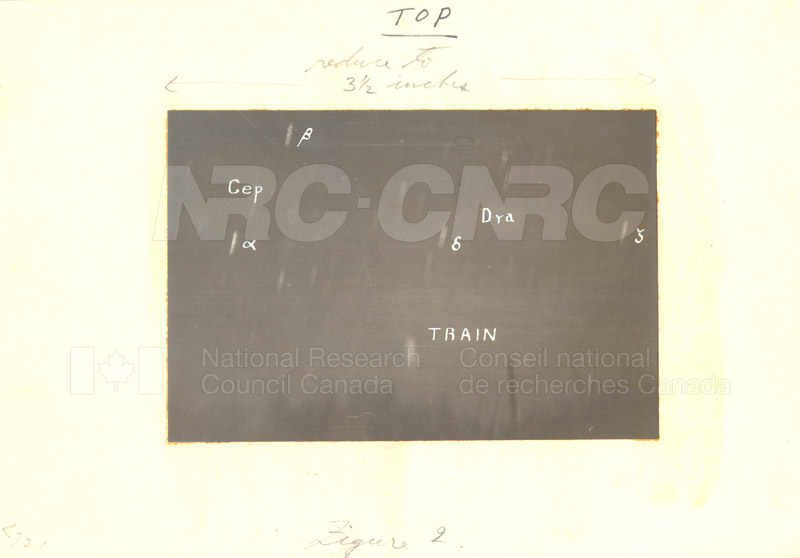 TOP
reduce to
3½ inches
β
Cep
NRC·CNRC
Dra
α
δ
ζ
TRAIN
National Research Council Canada
Conseil national de recherches Canada
Figure 2.